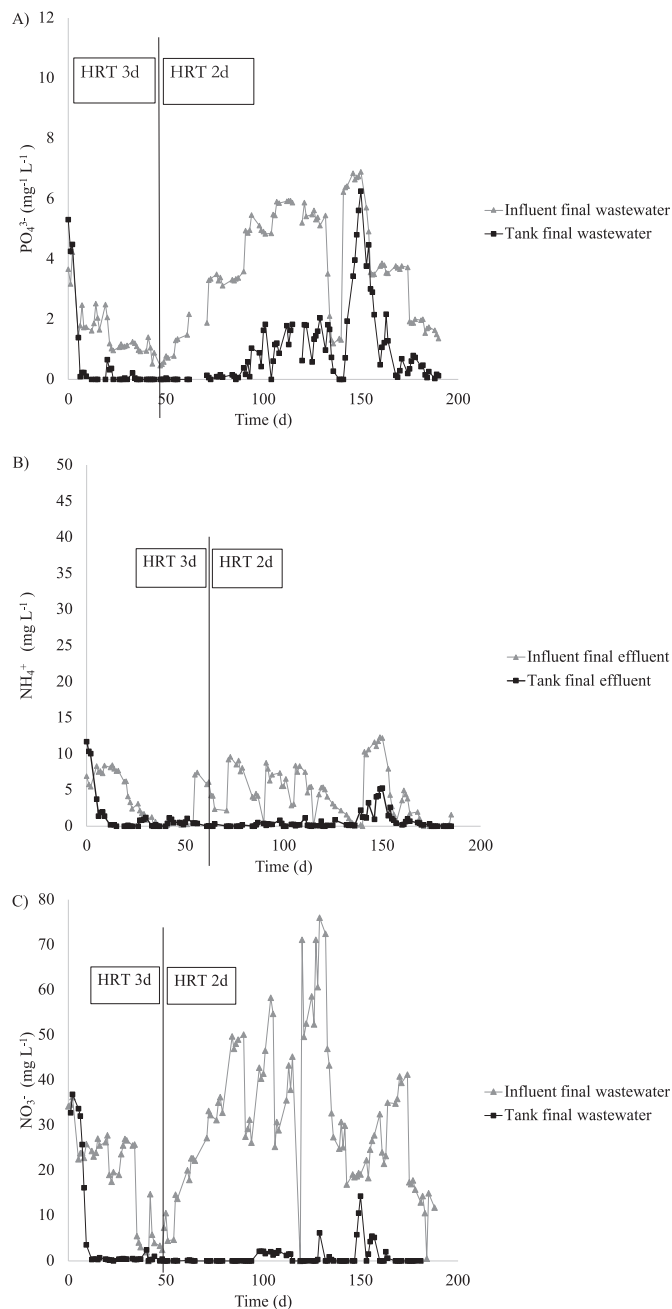 A)
12
10
8
6
4
2
0
PO₄³⁻ (mg⁻¹ L⁻¹)
HRT 3d
HRT 2d
0 50 100 150 200
Time (d)
Influent final wastewater
Tank final wastewater
B)
50
45
40
35
30
25
20
15
10
5
0
NH₄⁺ (mg L⁻¹)
HRT 3d
HRT 2d
0 50 100 150 200
Time (d)
Influent final effluent
Tank final effluent
C)
80
70
60
50
40
30
20
10
0
NO₃⁻ (mg L⁻¹)
HRT 3d
HRT 2d
0 50 100 150 200
Time (d)
Influent final wastewater
Tank final wastewater